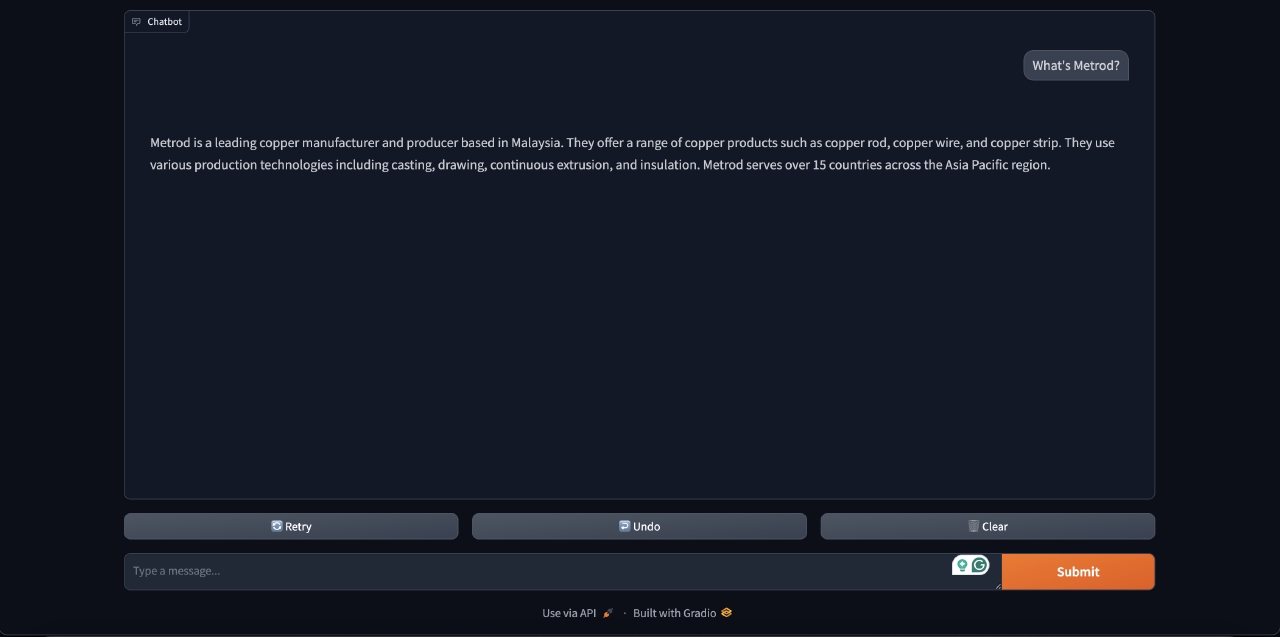 Chatbot
What's Metrod?
Metrod is a leading copper manufacturer and producer based in Malaysia. They offer a range of copper products such as copper rod, copper wire, and copper strip. They use
various production technologies including casting, drawing, continuous extrusion, and insulation. Metrod serves over 15 countries across the Asia Pacific region.
Retry
Undo
Clear
Type a message...
Submit
Use via API · Built with Gradio